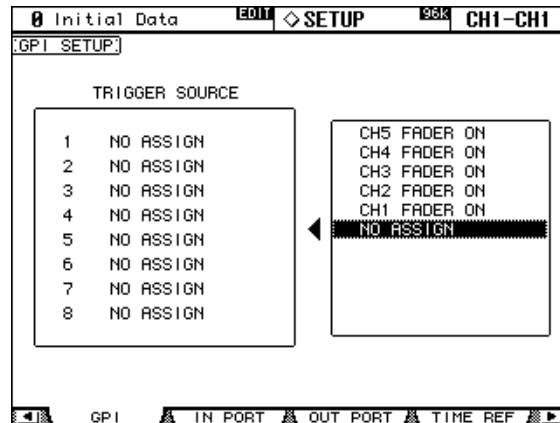 0 Initial Data EDIT ◇SETUP 96k CH1-CH1
GPI SETUP
TRIGGER SOURCE
1 NO ASSIGN
2 NO ASSIGN
3 NO ASSIGN
4 NO ASSIGN
5 NO ASSIGN
6 NO ASSIGN
7 NO ASSIGN
8 NO ASSIGN
CH5 FADER ON
CH4 FADER ON
CH3 FADER ON
CH2 FADER ON
CH1 FADER ON
NO ASSIGN
GPI IN PORT OUT PORT TIME REF